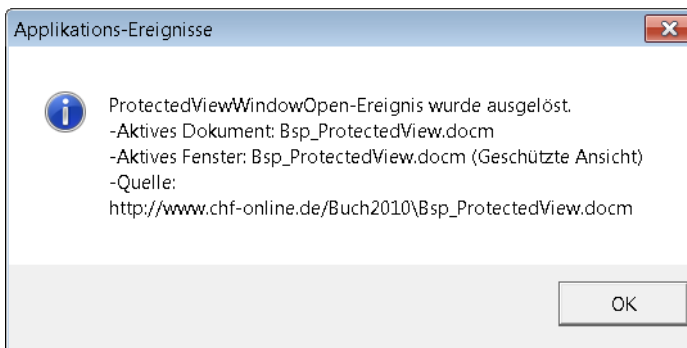 Applikations-Ereignisse
ProtectedViewWindowOpen-Ereignis wurde ausgelöst.
-Aktives Dokument: Bsp_ProtectedView.docm
-Aktives Fenster: Bsp_ProtectedView.docm (Geschützte Ansicht)
-Quelle:
http://www.chf-online.de/Buch2010\Bsp_ProtectedView.docm
OK